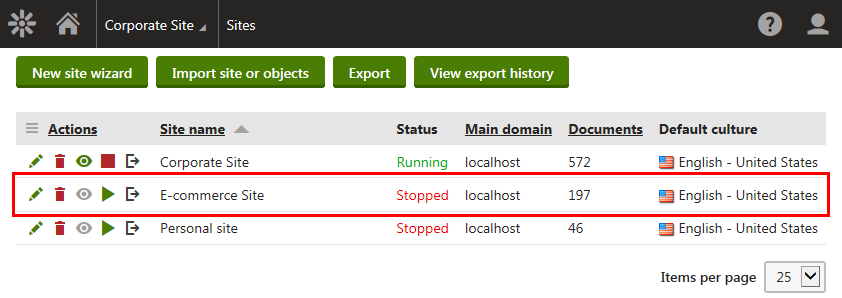 Corporate Site Sites
New site wizard Import site or objects Export View export history
Actions Site name Status Main domain Documents Default culture
Corporate Site Running localhost 572 English - United States
E-commerce Site Stopped localhost 197 English - United States
Personal site Stopped localhost 46 English - United States
Items per page 25